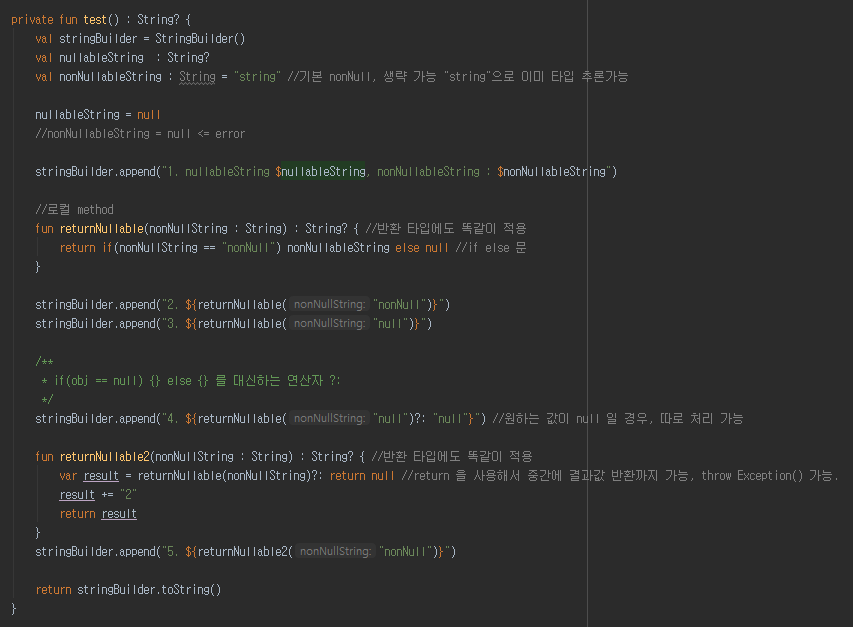 private fun test() : String? {
    val stringBuilder = StringBuilder()
    val nullableString  : String?
    val nonNullableString : String = "string" //기본 nonNull, 생략 가능 "string"으로 이미 타입 추론가능

    nullableString = null
    //nonNullableString = null <= error

    stringBuilder.append("1. nullableString $nullableString, nonNullableString : $nonNullableString")

    //로컬 method
    fun returnNullable(nonNullString : String) : String? { //반환 타입에도 똑같이 적용
        return if(nonNullString == "nonNull") nonNullableString else null //if else 문
    }

    stringBuilder.append("2. ${returnNullable( nonNullString: "nonNull")}")
    stringBuilder.append("3. ${returnNullable( nonNullString: "null")}")

    /**
     * if(obj == null) {} else {} 를 대신하는 연산자 ?:
     */
    stringBuilder.append("4. ${returnNullable( nonNullString: "null")?: "null"}") //원하는 값이 null 일 경우, 따로 처리 가능

    fun returnNullable2(nonNullString : String) : String? { //반환 타입에도 똑같이 적용
        var result = returnNullable(nonNullString)?: return null //return 을 사용해서 중간에 결과값 반환까지 가능, throw Exception() 가능.
        result += "2"
        return result
    }
    stringBuilder.append("5. ${returnNullable2( nonNullString: "nonNull")}")

    return stringBuilder.toString()
}